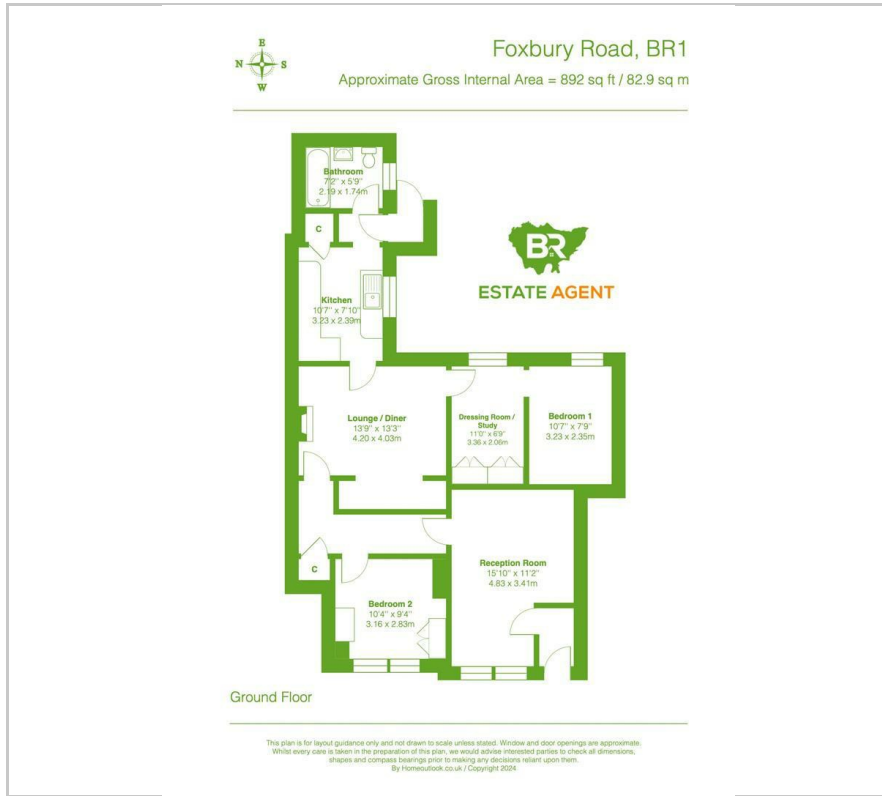 Foxbury Road, BR1
Approximate Gross Internal Area = 892 sq ft / 82.9 sq m
E
N S
W
Bathroom
7'2" x 5'9"
2.19 x 1.74m
C
BR
ESTATE AGENT
Kitchen
10'7" x 7'10"
3.23 x 2.39m
Lounge / Diner
13'9" x 13'3"
4.20 x 4.03m
Dressing Room /
Study
11'0" x 6'9"
3.36 x 2.06m
Bedroom 1
10'7" x 7'9"
3.23 x 2.35m
Reception Room
15'10" x 11'2"
4.83 x 3.41m
C
Bedroom 2
10'4" x 9'4"
3.16 x 2.83m
Ground Floor
This plan is for layout guidance only and not drawn to scale unless stated. Window and door openings are approximate.
Whilst every care is taken in the preparation of this plan, we would advise interested parties to check all dimensions,
shapes and compass bearings prior to making any decisions reliant upon them.
By Homeoutlook.co.uk / Copyright 2024